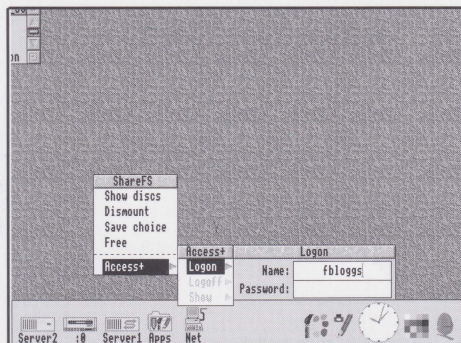 on
ShareFS
Show discs
Dismount
Save choice
Free
Access+
Access+
Logon
Logoff
Show
Logon
Name: fbloggs
Password:
Server2 :0 Server1 Apps Net